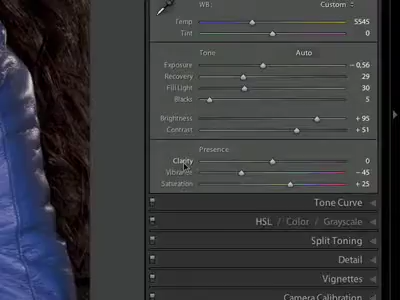 WB: Custom
Temp 5545
Tint 0
Tone Auto
Exposure − 0,56
Recovery 29
Fill Light 30
Blacks 5
Brightness + 95
Contrast + 51
Presence
Clarity 0
Vibrance − 45
Saturation + 25
Tone Curve
HSL / Color / Grayscale
Split Toning
Detail
Vignettes
Camera Calibration